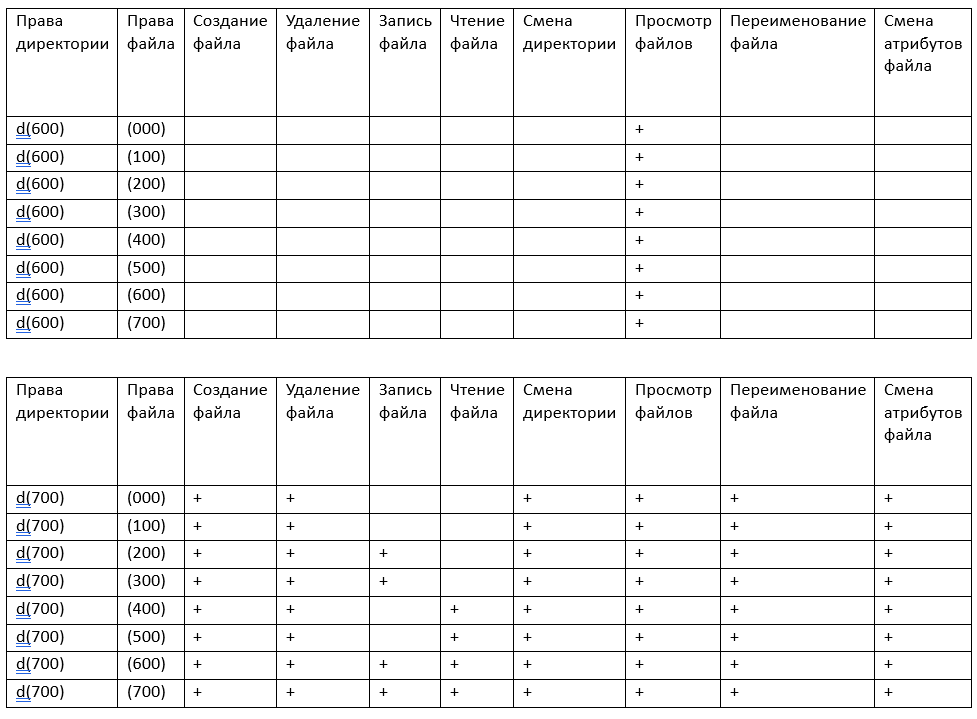 Права директории Права файла Создание файла Удаление файла Запись файла Чтение файла Смена директории Просмотр файлов Переименование файла Смена атрибутов файла
d(600) (000) +
d(600) (100) +
d(600) (200) +
d(600) (300) +
d(600) (400) +
d(600) (500) +
d(600) (600) +
d(600) (700) +
Права директории Права файла Создание файла Удаление файла Запись файла Чтение файла Смена директории Просмотр файлов Переименование файла Смена атрибутов файла
d(700) (000) + + + + + +
d(700) (100) + + + + + +
d(700) (200) + + + + + + +
d(700) (300) + + + + + + +
d(700) (400) + + + + + + +
d(700) (500) + + + + + + +
d(700) (600) + + + + + + + +
d(700) (700) + + + + + + + +